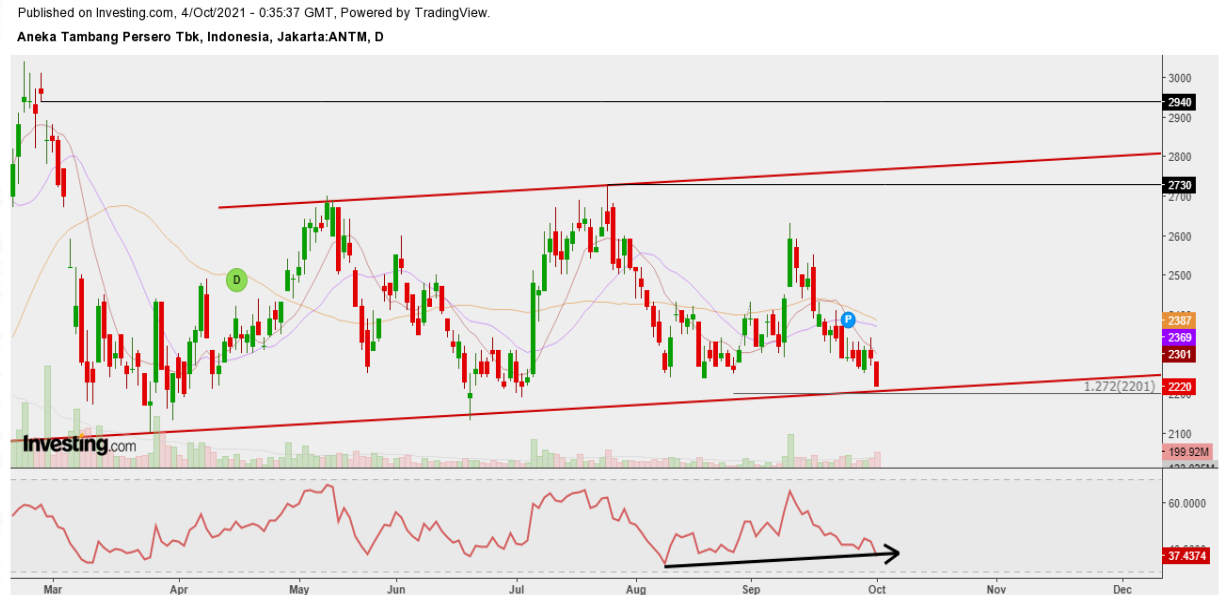 Published on Investing.com, 4/Oct/2021 - 0:35:37 GMT, Powered by TradingView.
Aneka Tambang Persero Tbk, Indonesia, Jakarta:ANTM, D
3000
2940
2900
2800
2730
2700
2600
D
2500
P
2387
2369
2301
1.272(2201)
2220
2100
Investing.com
199.92M
60.0000
37.4374
Mar Apr May Jun Jul Aug Sep Oct Nov Dec